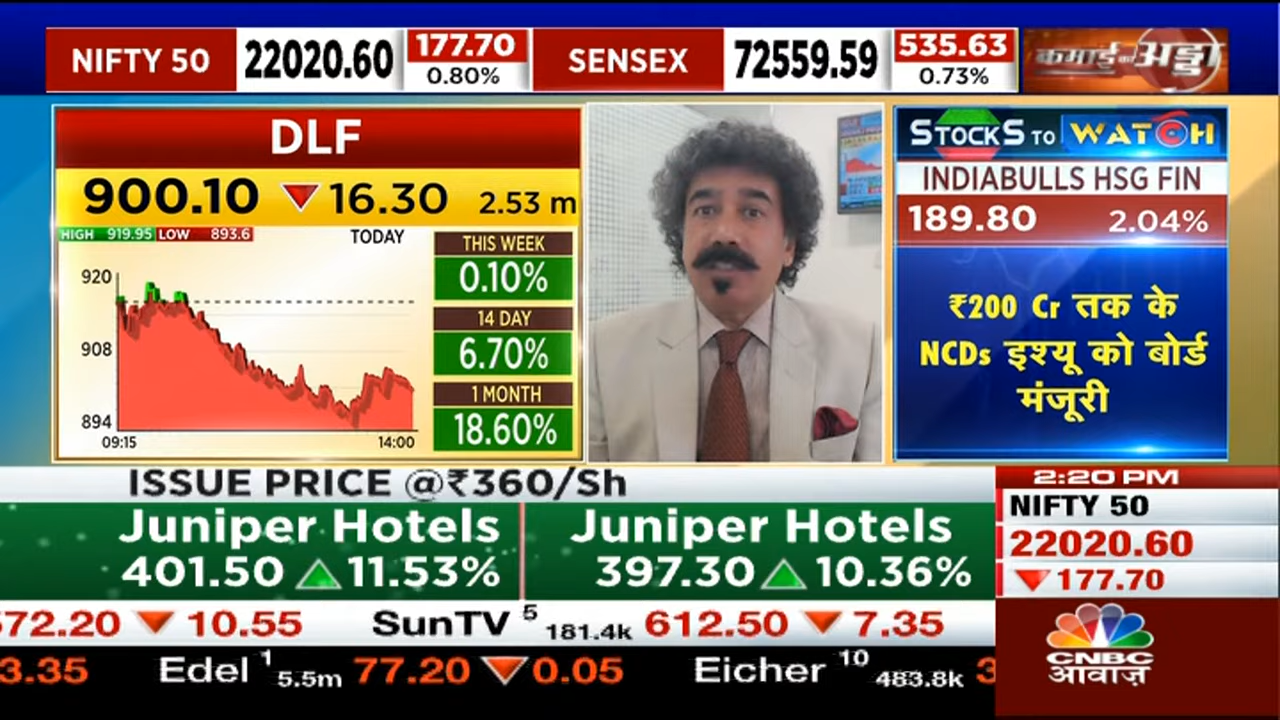 NIFTY 50 22020.60 177.70 0.80% SENSEX 72559.59 535.63 0.73% कमाई का अड्डा
DLF
900.10 16.30 2.53 m
HIGH 919.95 LOW 893.6 TODAY
920
908
894
09:15 14:00
THIS WEEK
0.10%
14 DAY
6.70%
1 MONTH
18.60%
STOCKS TO WATCH
INDIABULLS HSG FIN
189.80 2.04%
₹200 Cr तक के
NCDs इश्यू को बोर्ड
मंजूरी
ISSUE PRICE @₹360/Sh
Juniper Hotels
401.50 11.53%
Juniper Hotels
397.30 10.36%
2:20 PM
NIFTY 50
22020.60
177.70
72.20 10.55 SunTV 5 181.4k 612.50 7.35
3.35 Edel 1 5.5m 77.20 0.05 Eicher 10 483.8k 3
CNBC
आवाज़